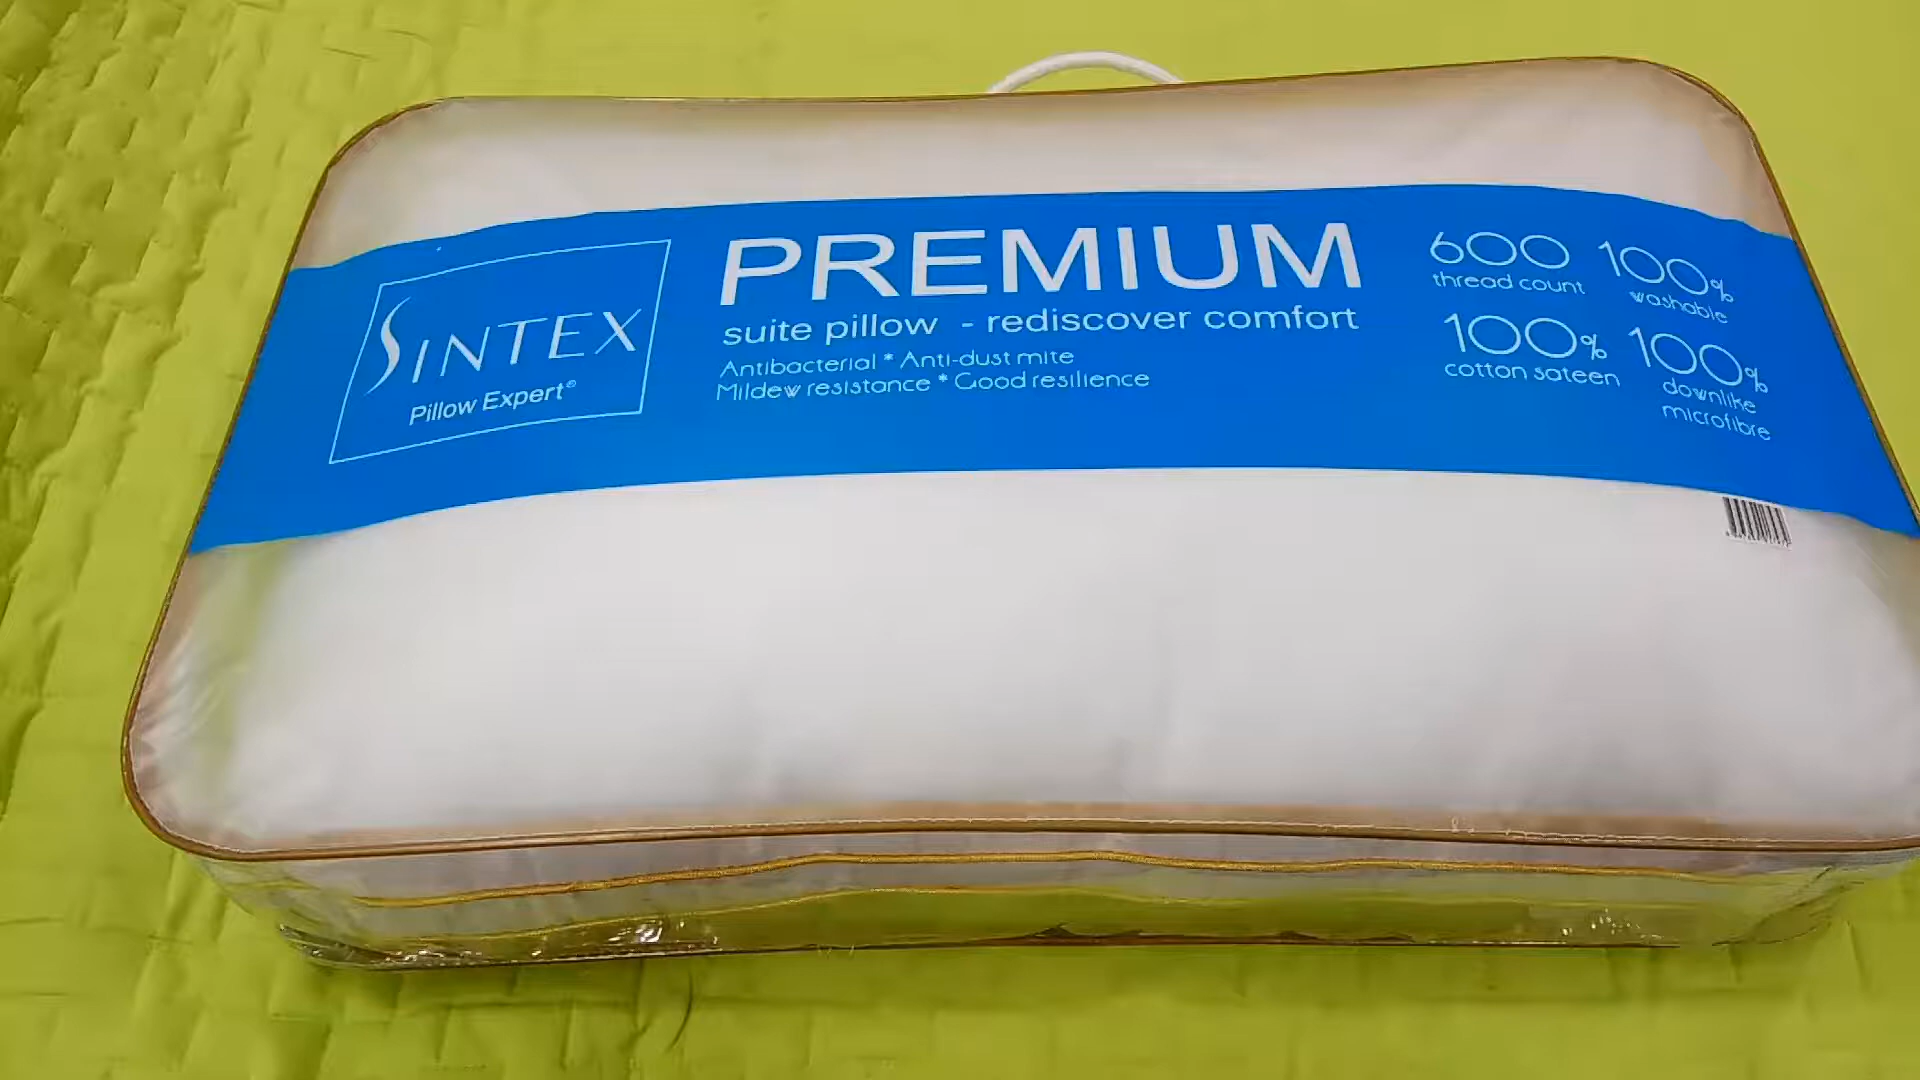 SINTEX
Pillow Expert®
PREMIUM
suite pillow - rediscover comfort
Antibacterial * Anti-dust mite
Mildew resistance * Good resilience
600
thread count
100%
washable
100%
cotton sateen
100%
downlike
microfibre